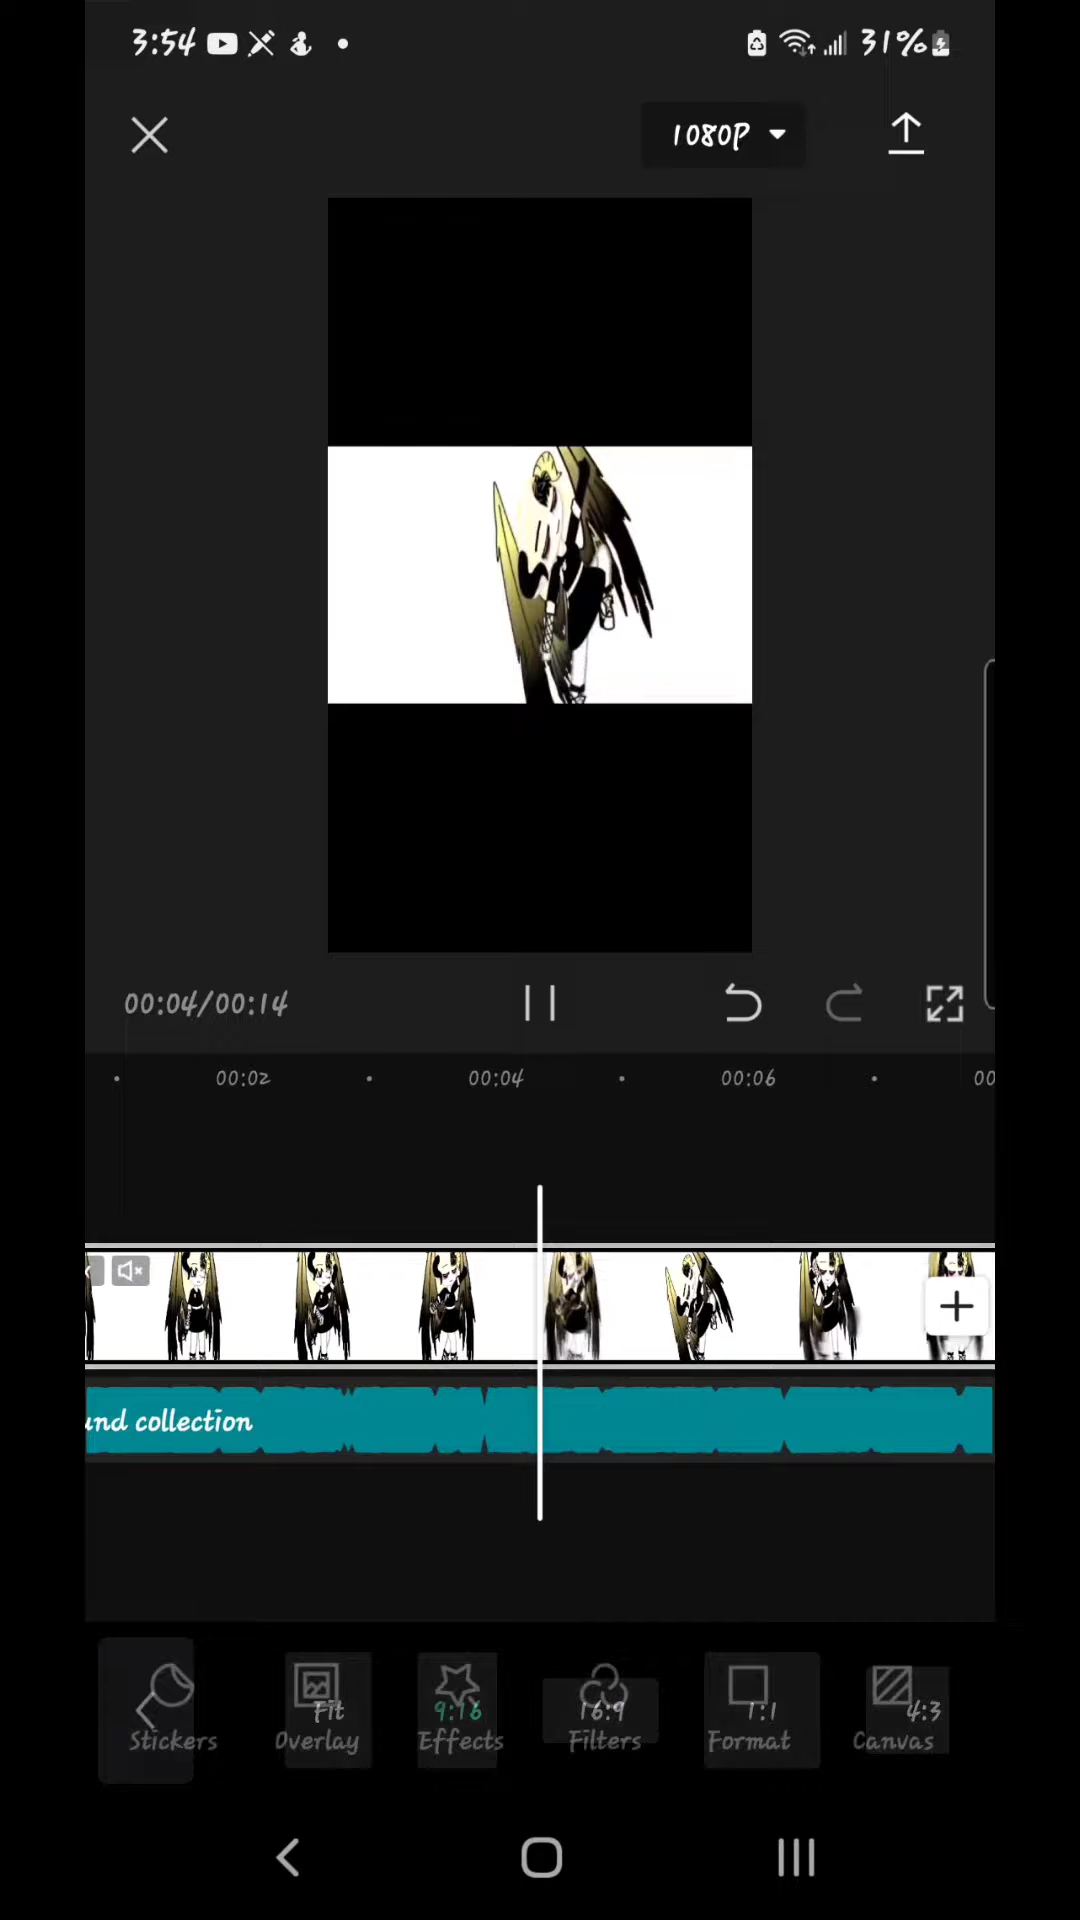 3:54 31%
1080P
00:04/00:14
00:02 00:04 00:06 00
und collection
Fit 9:16 16:9 1:1 4:3
Stickers Overlay Effects Filters Format Canvas